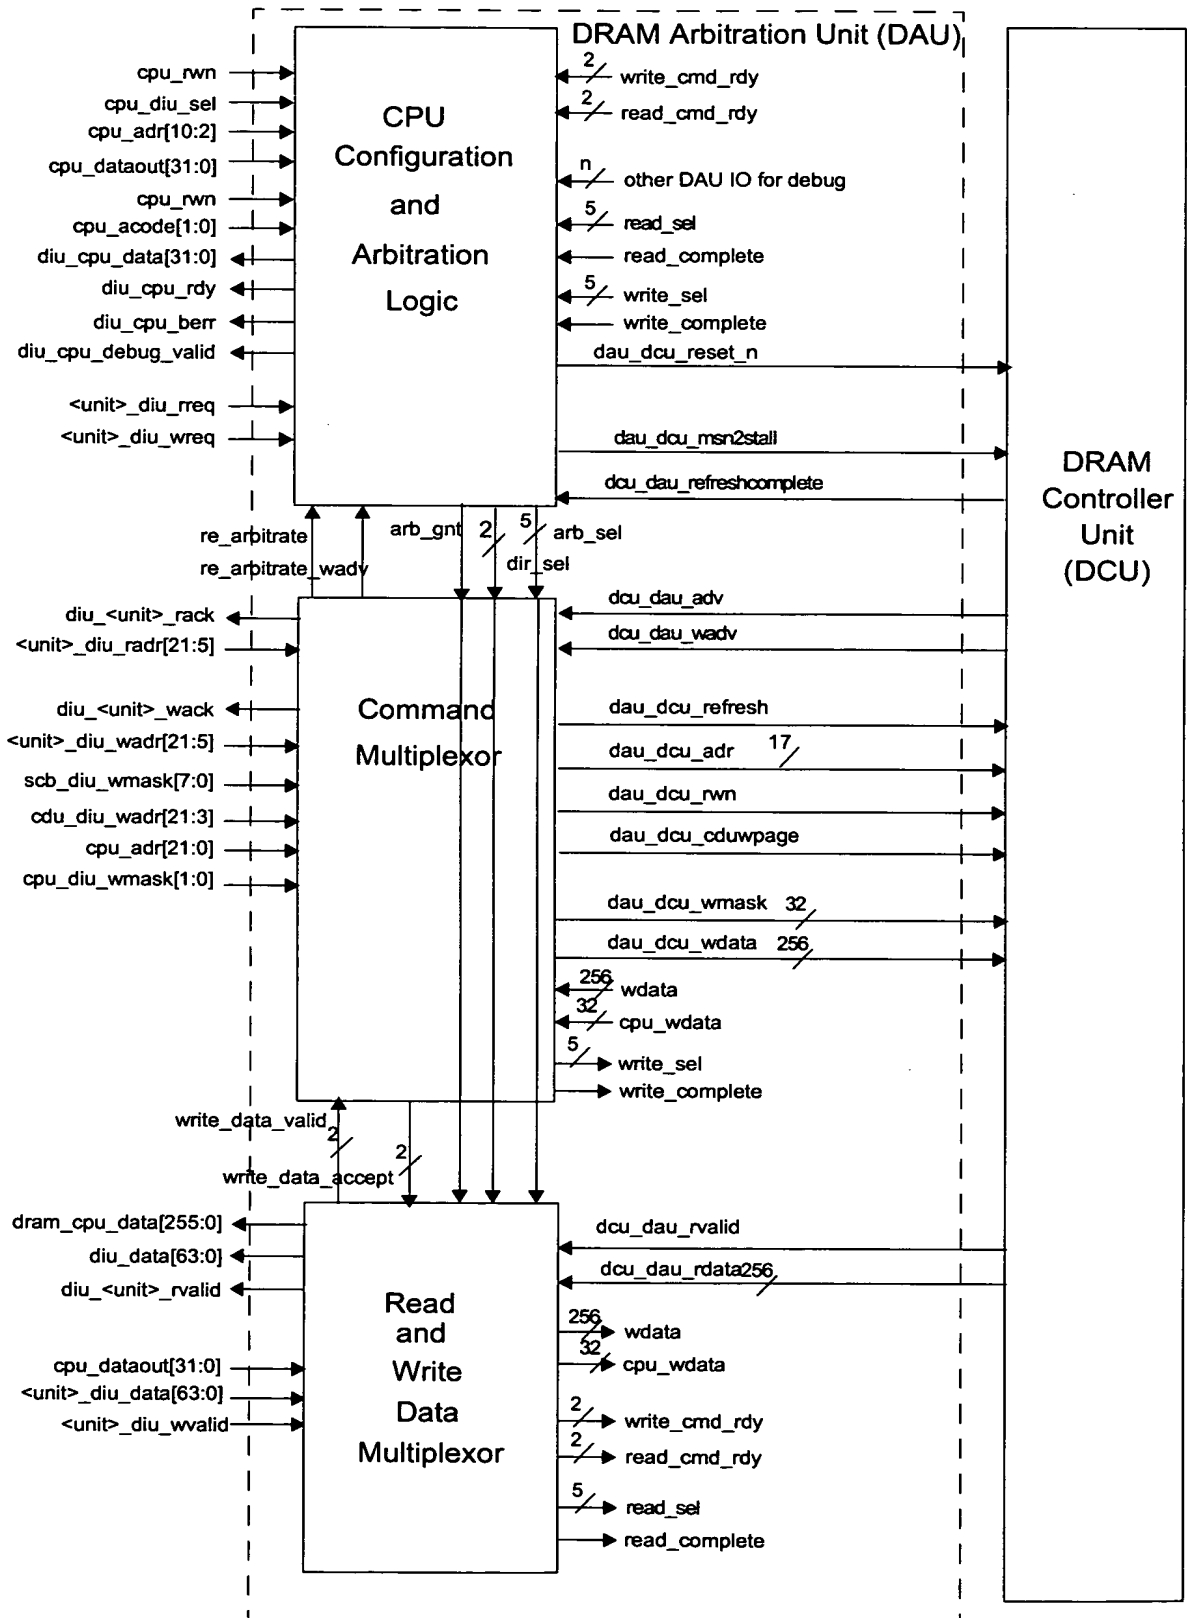 DRAM Arbitration Unit (DAU)
cpu_rwn
cpu_diu_sel
cpu_adr[10:2]
cpu_dataout[31:0]
cpu_rwn
cpu_acode[1:0]
diu_cpu_data[31:0]
diu_cpu_rdy
diu_cpu_berr
diu_cpu_debug_valid
<unit>_diu_rreq
<unit>_diu_wreq
CPU
Configuration
and
Arbitration
Logic
2
write_cmd_rdy
2
read_cmd_rdy
n
other DAU IO for debug
5
read_sel
read_complete
5
write_sel
write_complete
dau_dcu_reset_n
dau_dcu_msn2stall
dcu_dau_refreshcomplete
DRAM
Controller
Unit
(DCU)
re_arbitrate
re_arbitrate_wadv
arb_gnt
2
dir_sel
5
arb_sel
diu_<unit>_rack
<unit>_diu_radr[21:5]
diu_<unit>_wack
<unit>_diu_wadr[21:5]
scb_diu_wmask[7:0]
cdu_diu_wadr[21:3]
cpu_adr[21:0]
cpu_diu_wmask[1:0]
Command
Multiplexor
dcu_dau_adv
dcu_dau_wadv
dau_dcu_refresh
dau_dcu_adr 17
dau_dcu_rwn
dau_dcu_cduwpage
dau_dcu_wmask 32
dau_dcu_wdata 256
256
wdata
32
cpu_wdata
5
write_sel
write_complete
write_data_valid
2
write_data_accept
2
dram_cpu_data[255:0]
diu_data[63:0]
diu_<unit>_rvalid
cpu_dataout[31:0]
<unit>_diu_data[63:0]
<unit>_diu_wvalid
Read
and
Write
Data
Multiplexor
dcu_dau_rvalid
dcu_dau_rdata256
256
wdata
32
cpu_wdata
2
write_cmd_rdy
2
read_cmd_rdy
5
read_sel
read_complete